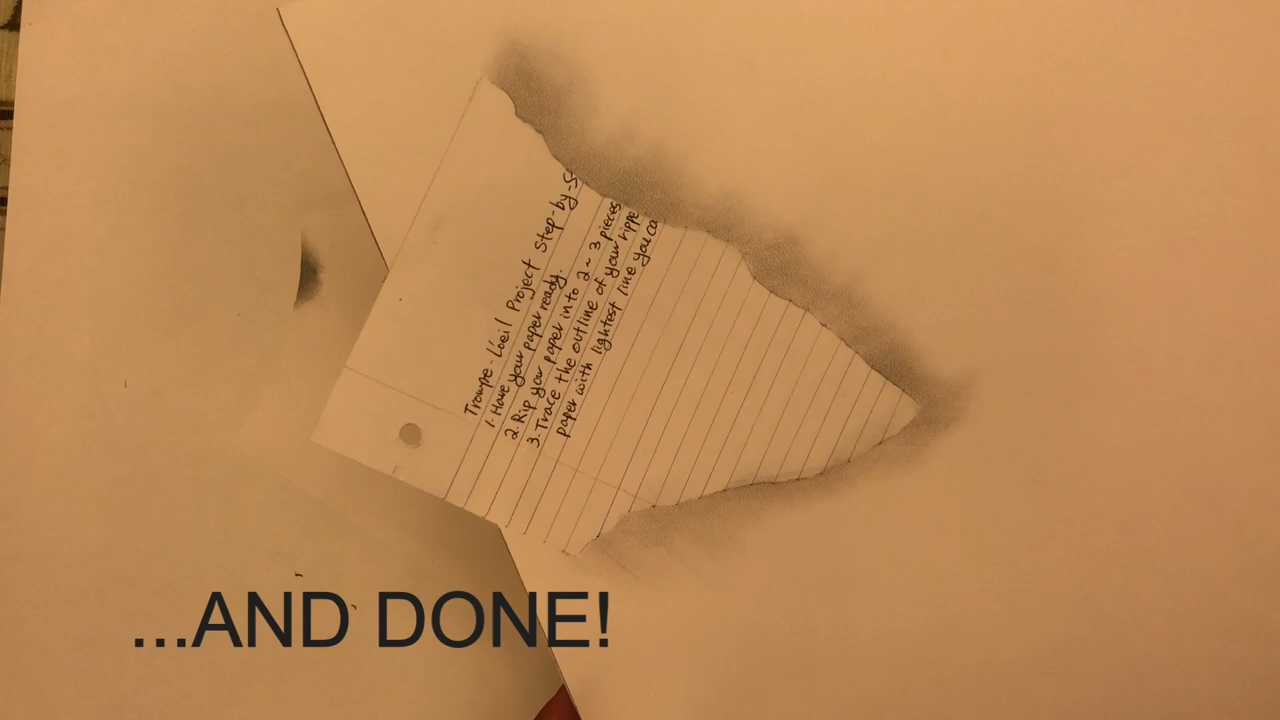 Trompe-L'oeil Project Step-by-S
1. Have your paper ready.
2. Rip your paper into 2~3 pieces
3. Trace the outline of your rippe
paper with lightest line you ca
...AND DONE!